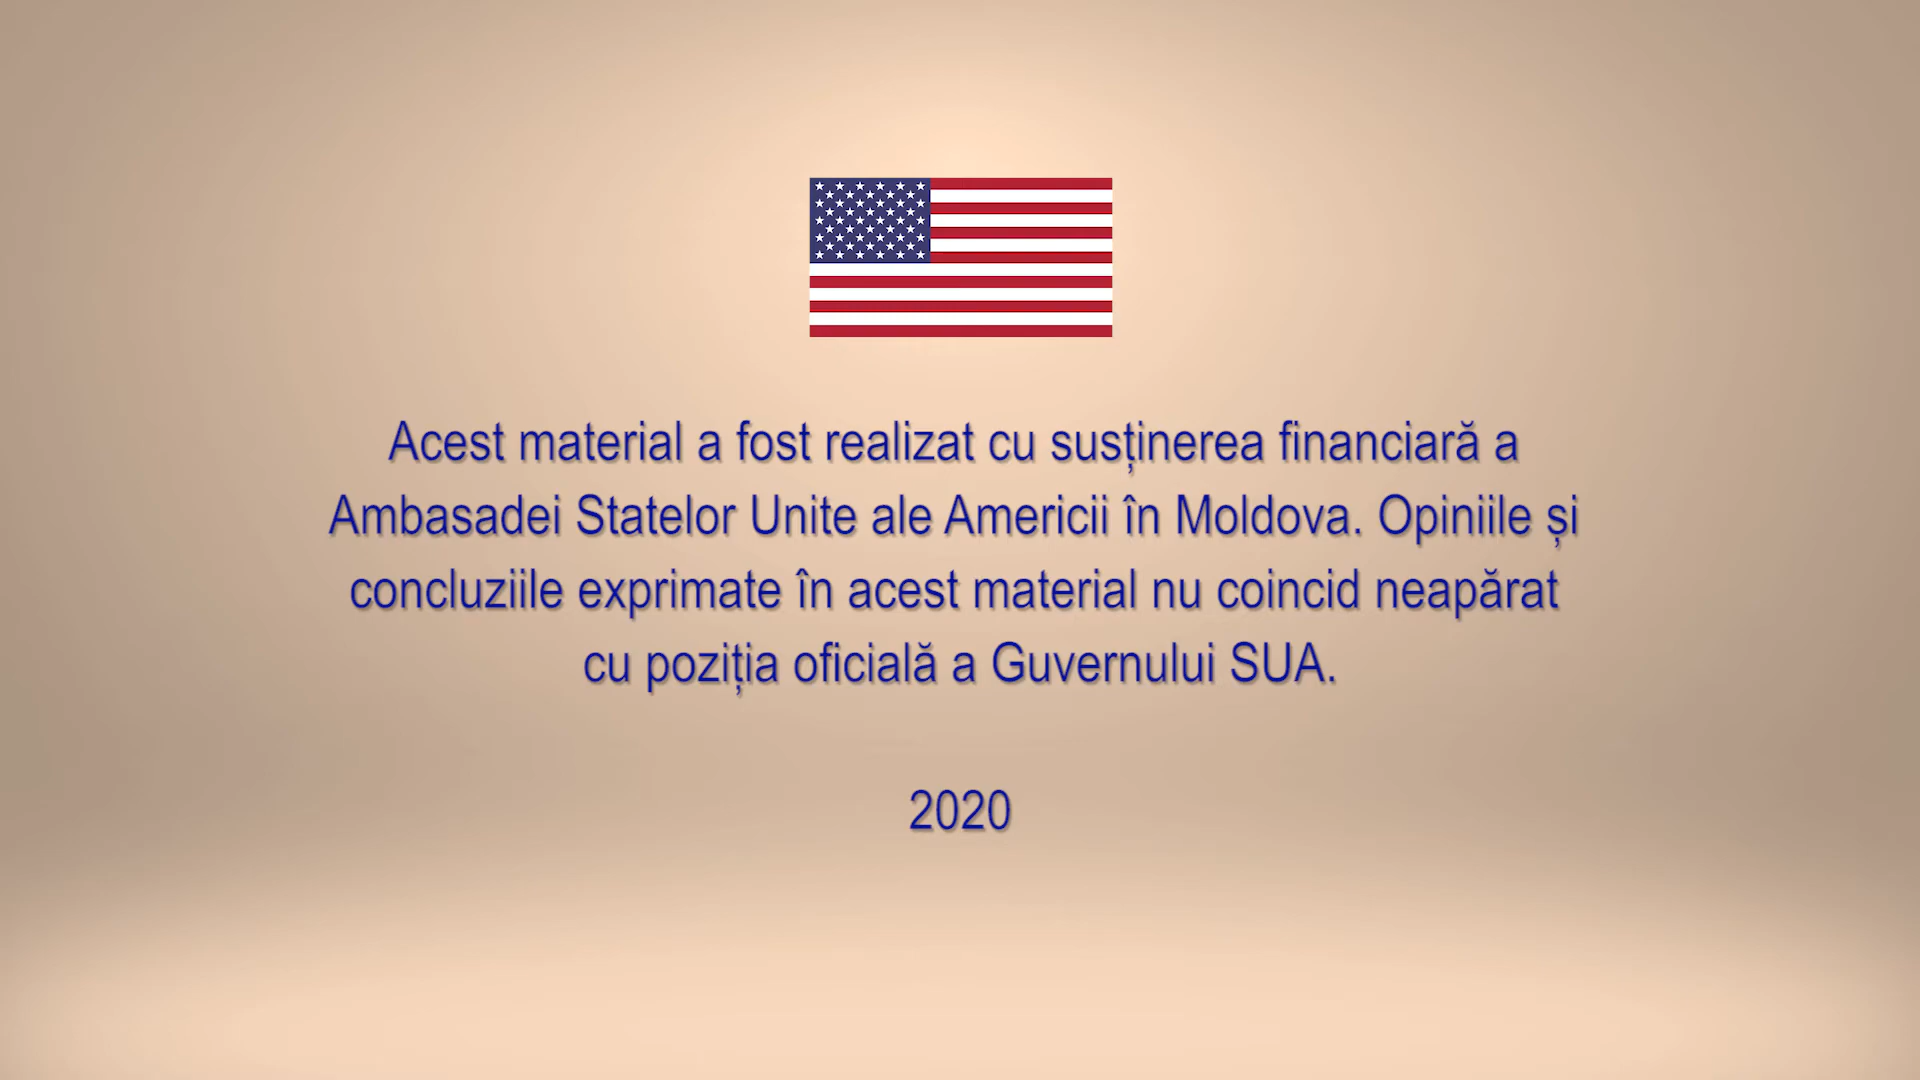 Acest material a fost realizat cu susținerea financiară a
Ambasadei Statelor Unite ale Americii în Moldova. Opiniile și
concluziile exprimate în acest material nu coincid neapărat
cu poziția oficială a Guvernului SUA.
2020